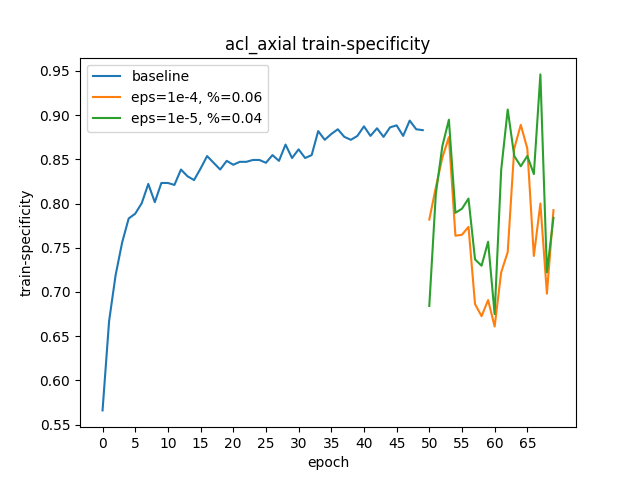 acl_axial train-specificity
baseline
eps=1e-4, %=0.06
eps=1e-5, %=0.04
train-specificity
0.95
0.90
0.85
0.80
0.75
0.70
0.65
0.60
0.55
0 5 10 15 20 25 30 35 40 45 50 55 60 65
epoch